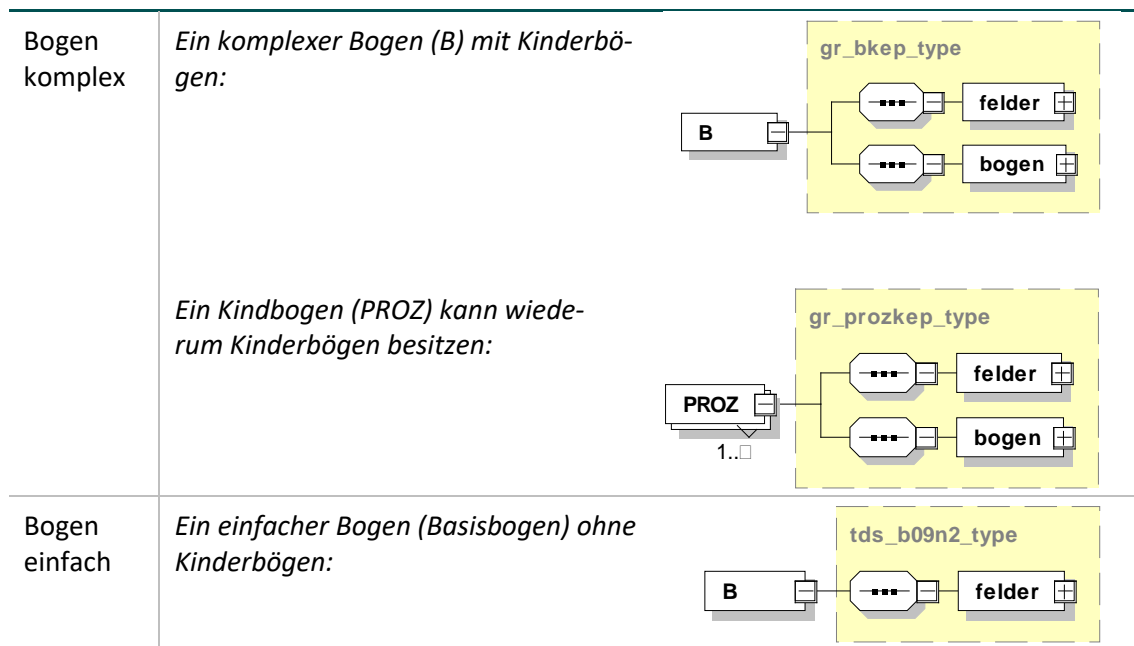 Bogen
komplex
Ein komplexer Bogen (B) mit Kinderbö-
gen:
gr_bkep_type
felder
B
bogen
Ein Kindbogen (PROZ) kann wiede-
rum Kinderbögen besitzen:
gr_prozkep_type
felder
PROZ
bogen
1..□
Bogen
einfach
Ein einfacher Bogen (Basisbogen) ohne
Kinderbögen:
tds_b09n2_type
B
felder